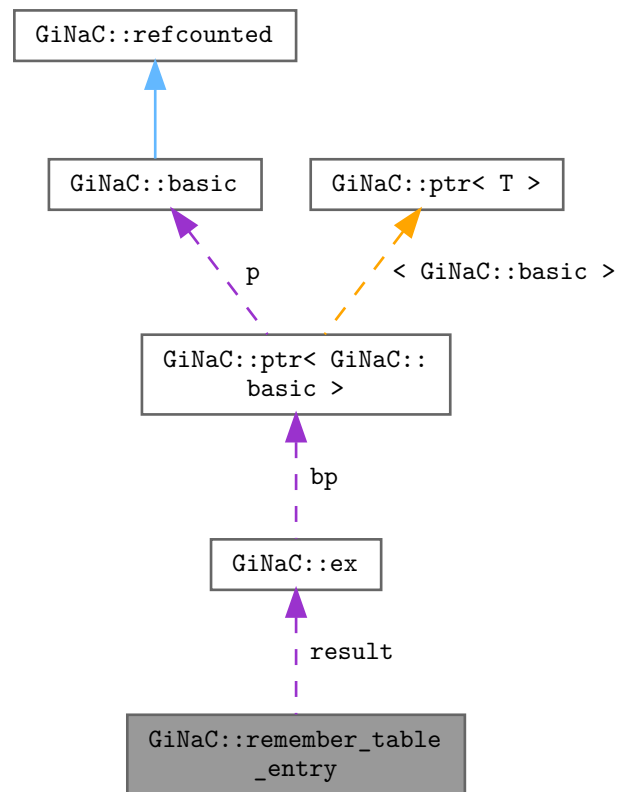 GiNaC::refcounted
GiNaC::basic
GiNaC::ptr< T >
p
< GiNaC::basic >
GiNaC::ptr< GiNaC::
basic >
bp
GiNaC::ex
result
GiNaC::remember_table
_entry